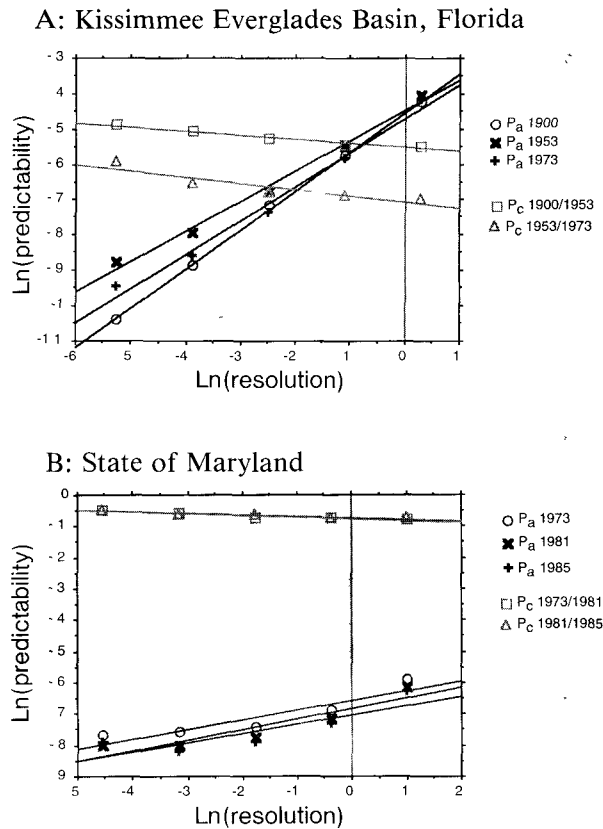 A: Kissimmee Everglades Basin, Florida
-3
4
-5
-6
-7
-8
-9
-1
-11
Ln(predictability)
-6 -5 -4 -3 -2 -1 0 1
Ln(resolution)
Pa 1900
Pa 1953
Pa 1973
Pc 1900/1953
Pc 1953/1973
B: State of Maryland
0
-1
-2
-3
-4
-5
-6
-7
-8
9
Ln(predictability)
5 -4 -3 -2 -1 0 1 2
Ln(resolution)
Pa 1973
Pa 1981
Pa 1985
Pc 1973/1981
Pc 1981/1985